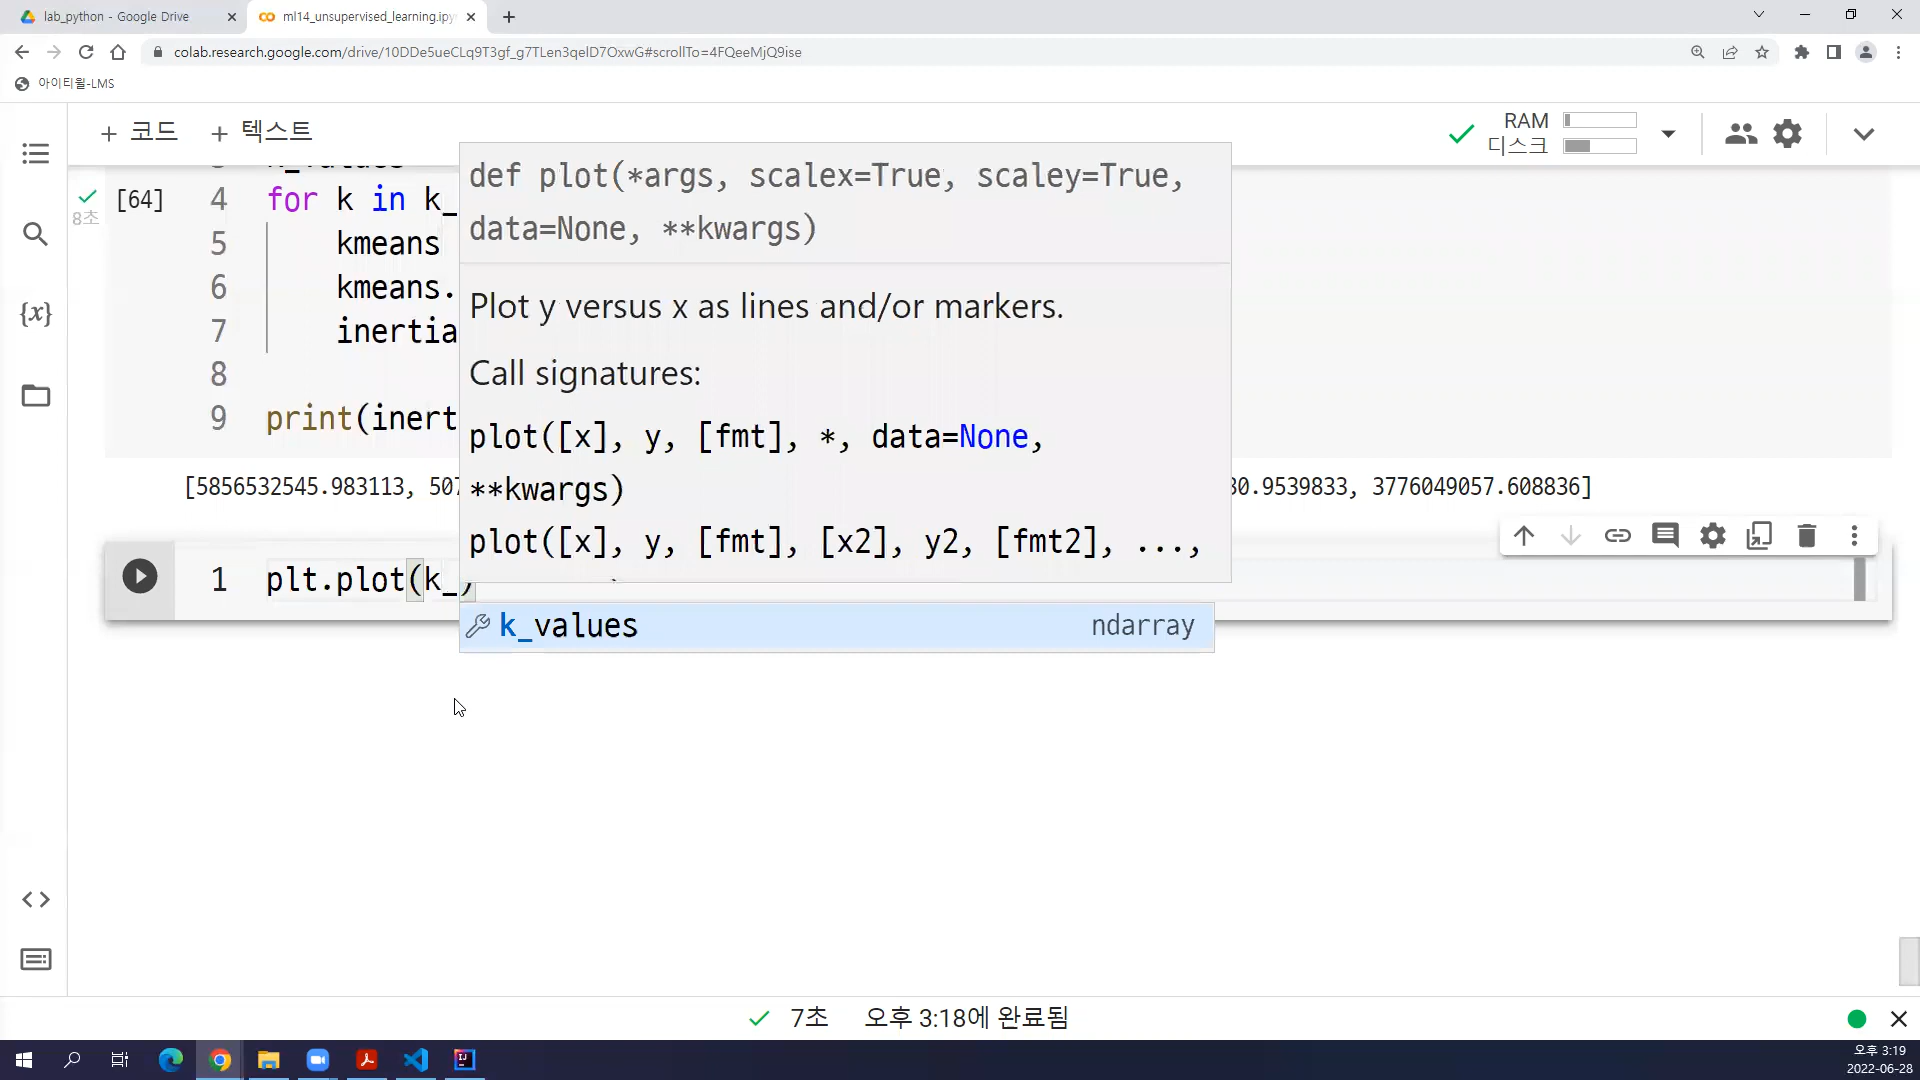 lab_python - Google Drive
ml14_unsupervised_learning.ipy
colab.research.google.com/drive/10DDe5ueCLq9T3gf_g7TLen3qelD7OxwG#scrollTo=4FQeeMjQ9ise
아이티윌-LMS
+ 코드 + 텍스트
RAM
디스크
def plot(*args, scalex=True, scaley=True,
data=None, **kwargs)
Plot y versus x as lines and/or markers.
Call signatures:
plot([x], y, [fmt], *, data=None,
**kwargs)
plot([x], y, [fmt], [x2], y2, [fmt2], ...,
8초
[64]
4 for k in k_
5 kmeans
6 kmeans.
7 inertia
8
9 print(inert
[5856532545.983113, 507
30.9539833, 3776049057.608836]
1 plt.plot(k_)
k_values ndarray
{x}
7초 오후 3:18에 완료됨
오후 3:19
2022-06-28